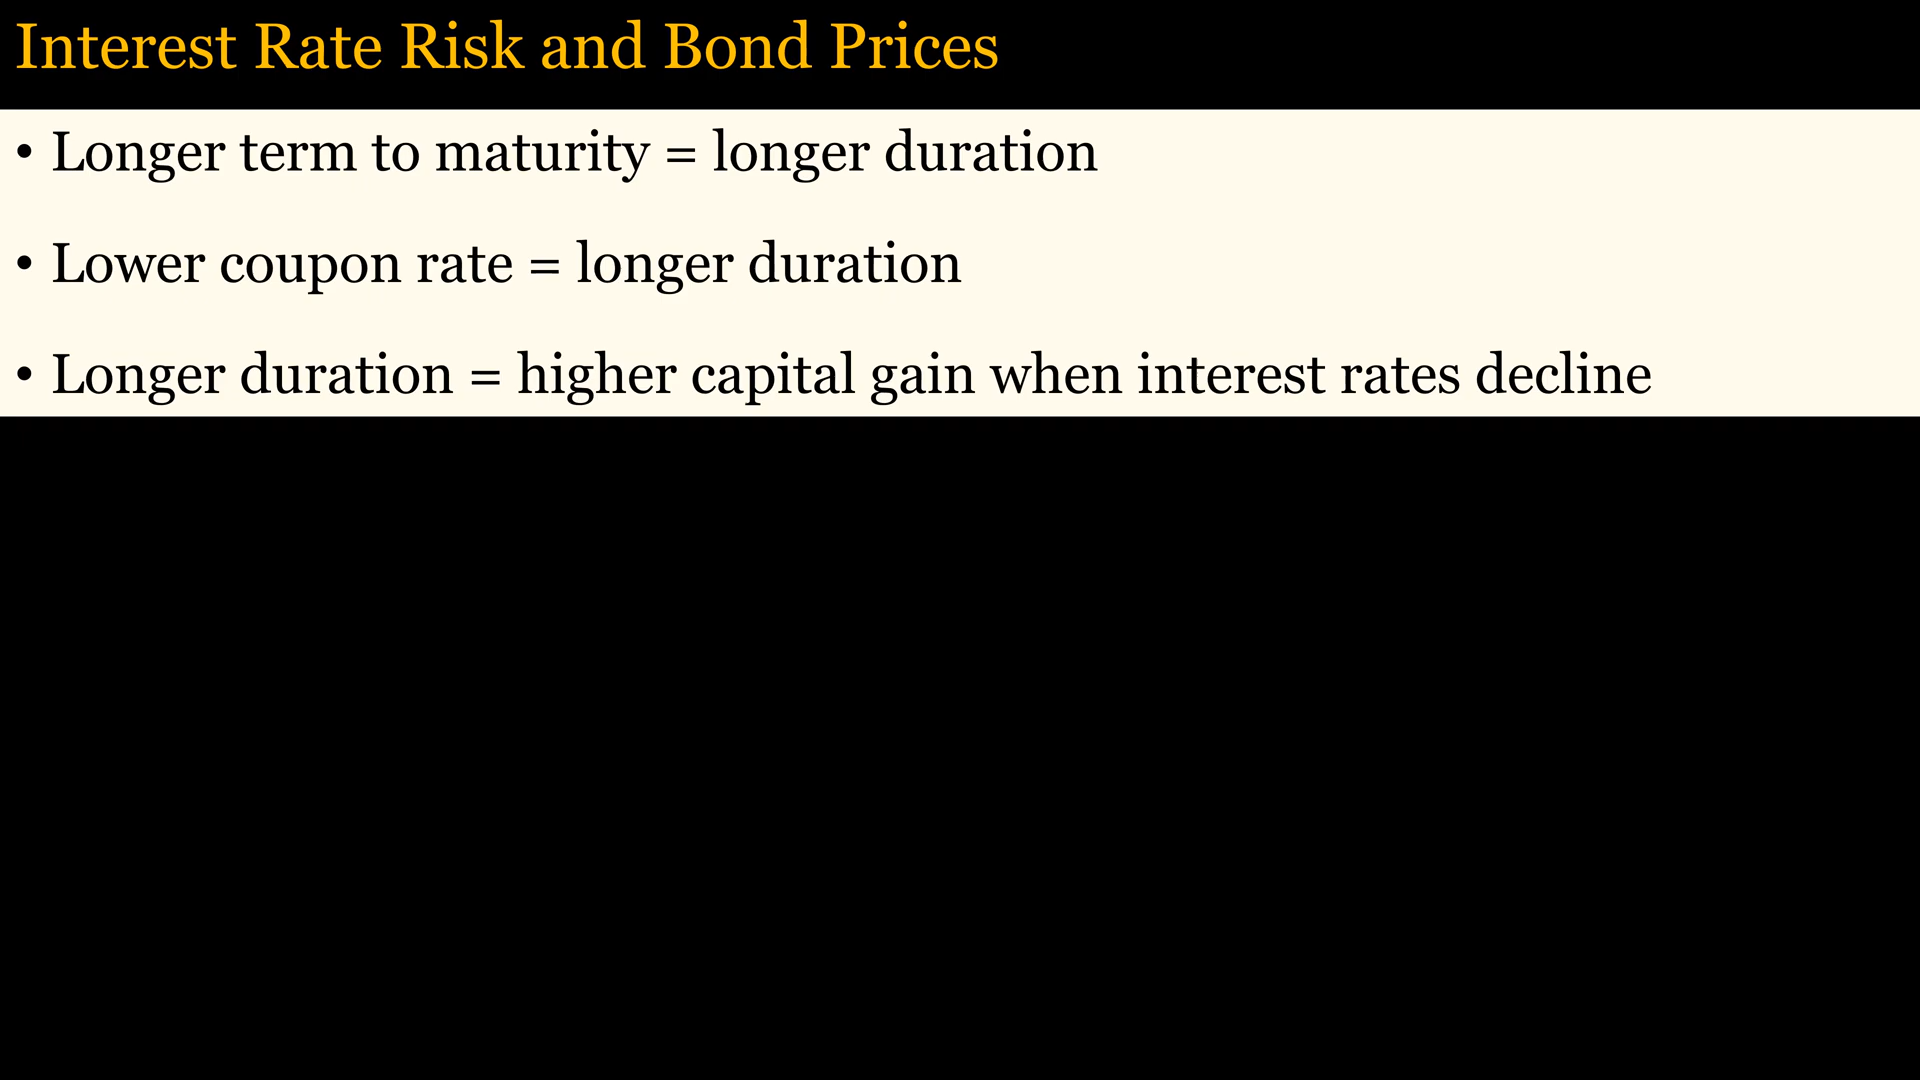 Interest Rate Risk and Bond Prices
• Longer term to maturity = longer duration
• Lower coupon rate = longer duration
• Longer duration = higher capital gain when interest rates decline